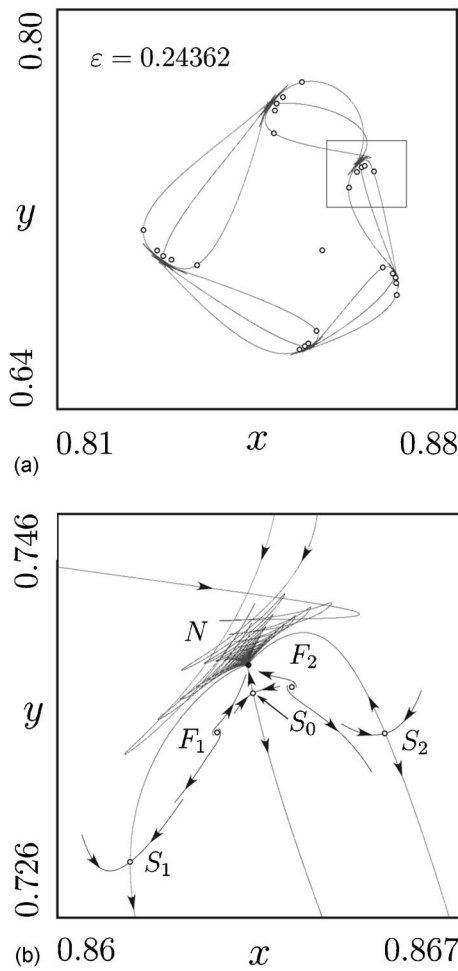 0.80
ε = 0.24362
y
0.64
0.81
x
0.88
(a)
0.746
N
F₂
y
F₁
S₀
S₂
S₁
0.726
(b)
0.86
x
0.867